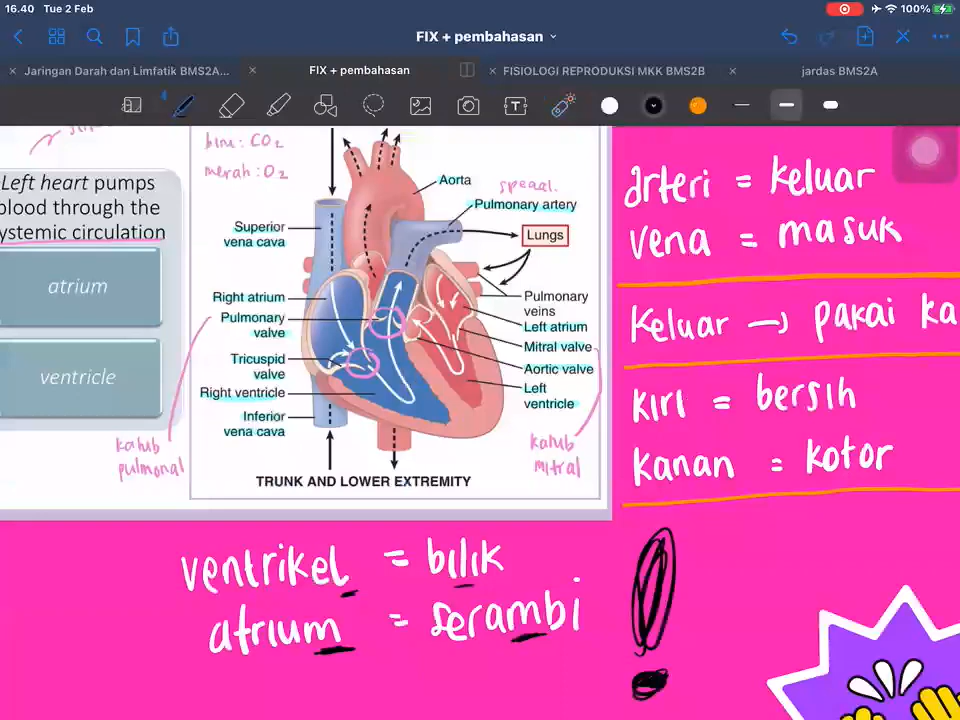 16.40 Tue 2 Feb
100%
FIX + pembahasan
Jaringan Darah dan Limfatik BMS2A...
FIX + pembahasan
FISIOLOGI REPRODUKSI MKK BMS2B
jardas BMS2A
Left heart pumps
blood through the
ystemic circulation
atrium
ventricle
biru : CO2
merah : O2
Aorta
spesial.
Pulmonary artery
Lungs
Superior
vena cava
Right atrium
Pulmonary
valve
Tricuspid
valve
Right ventricle
Inferior
vena cava
Pulmonary
veins
Left atrium
Mitral valve
Aortic valve
Left
ventricle
katub
pulmonal
katub
mitral
TRUNK AND LOWER EXTREMITY
arteri = keluar
vena = masuk
Keluar → pakai ka
kiri = bersih
kanan = kotor
ventrikel = bilik
atrium = serambi
!